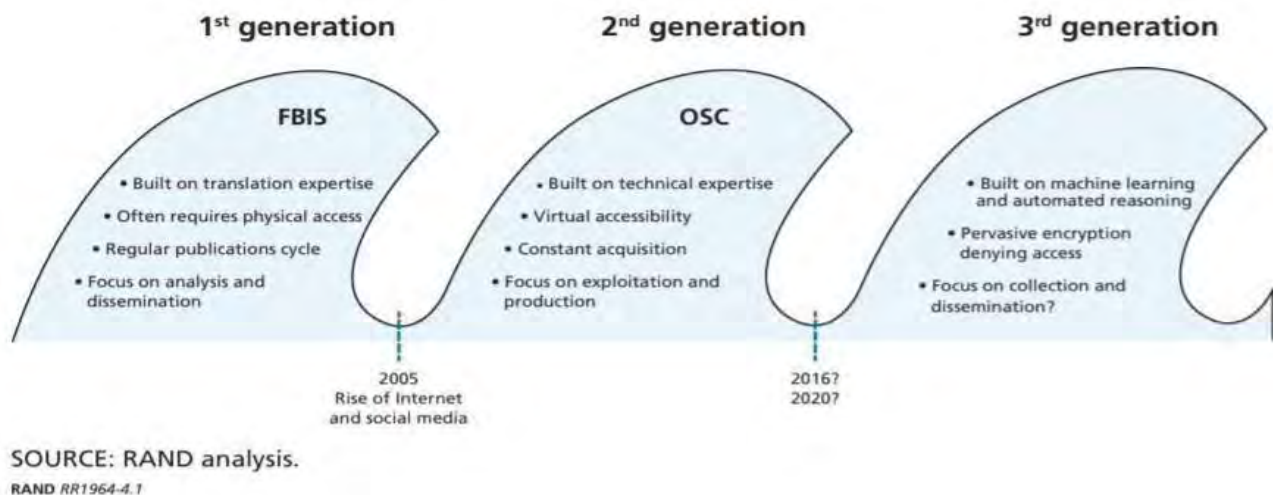 1st generation
FBIS
• Built on translation expertise
• Often requires physical access
• Regular publications cycle
• Focus on analysis and
dissemination
2005
Rise of Internet
and social media
2nd generation
OSC
• Built on technical expertise
• Virtual accessibility
• Constant acquisition
• Focus on exploitation and
production
2016?
2020?
3rd generation
• Built on machine learning
and automated reasoning
• Pervasive encryption
denying access
• Focus on collection and
dissemination?
SOURCE: RAND analysis.
RAND RR1964-4.1